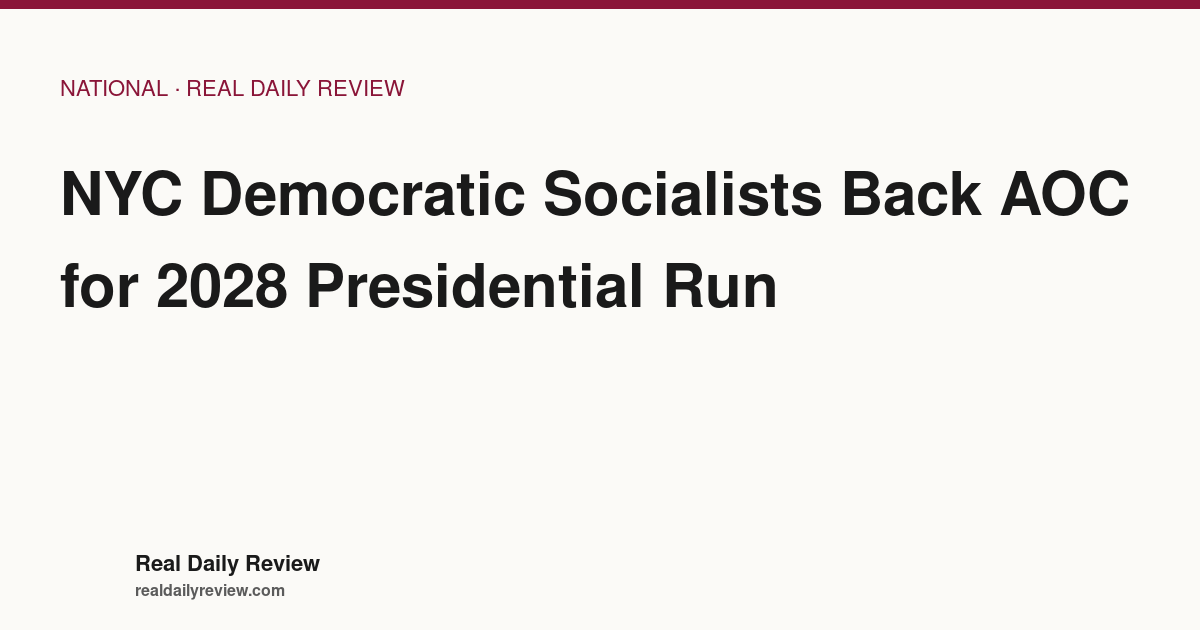 NATIONAL · REAL DAILY REVIEW
NYC Democratic Socialists Back AOC
for 2028 Presidential Run
Real Daily Review
realdailyreview.com